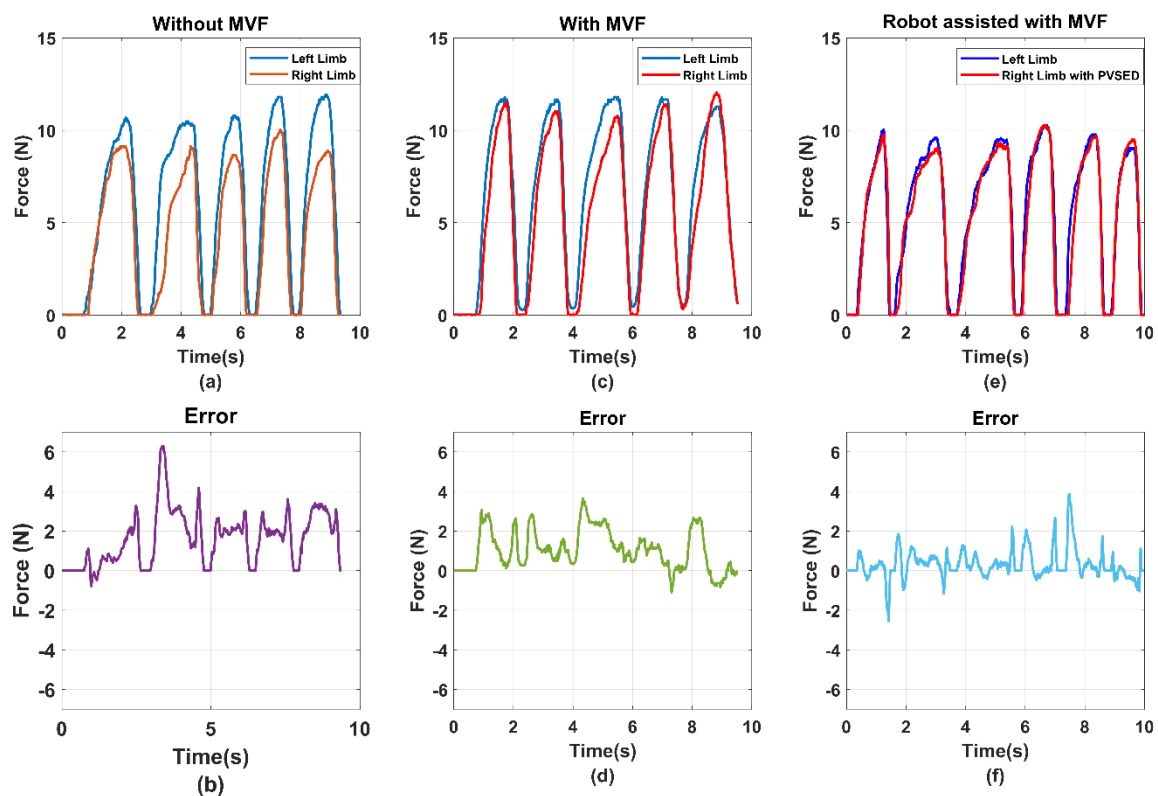 Without MVF
15
10
5
0
Force (N)
Left Limb
Right Limb
0 2 4 6 8 10
Time(s)
(a)
With MVF
15
10
5
0
Force (N)
Left Limb
Right Limb
0 2 4 6 8 10
Time(s)
(c)
Robot assisted with MVF
15
10
5
0
Force (N)
Left Limb
Right Limb with PVSED
0 2 4 6 8 10
Time(s)
(e)
Error
6
4
2
0
-2
-4
-6
Force (N)
0 5 10
Time(s)
(b)
Error
6
4
2
0
-2
-4
-6
Force (N)
0 2 4 6 8 10
Time(s)
(d)
Error
6
4
2
0
-2
-4
-6
Force (N)
0 2 4 6 8 10
Time(s)
(f)